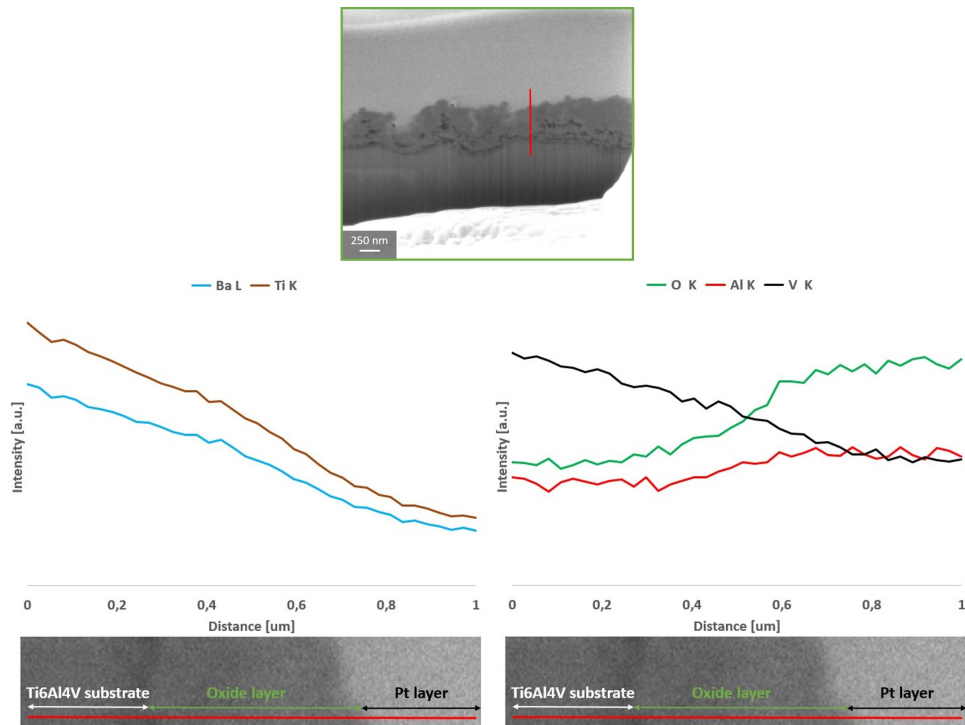 250 nm
Ba L Ti K
Intensity [a.u.]
0 0,2 0,4 0,6 0,8 1
Distance [um]
Ti6Al4V substrate Oxide layer Pt layer
O K Al K V K
Intensity [a.u.]
0 0,2 0,4 0,6 0,8 1
Distance [um]
Ti6Al4V substrate Oxide layer Pt layer